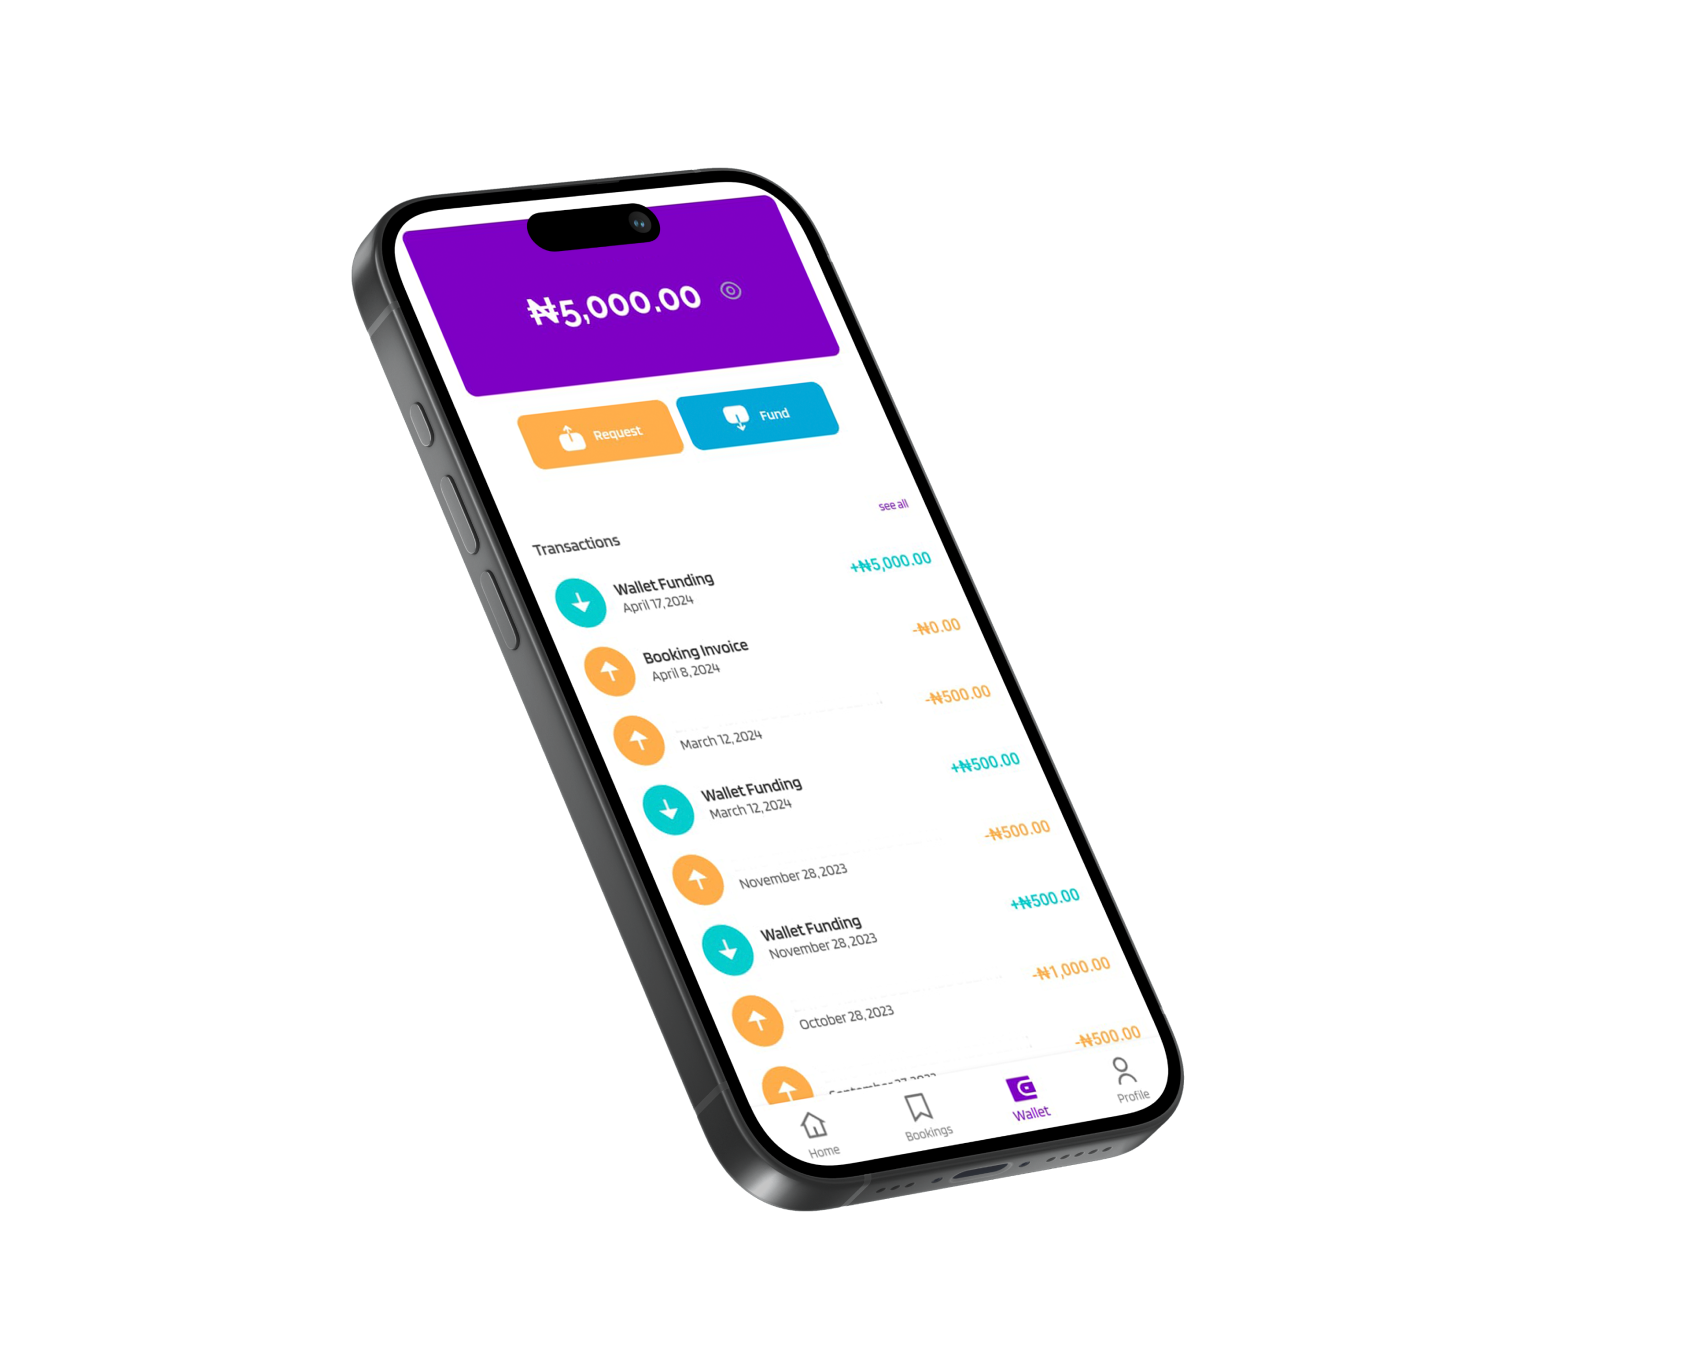 ₦5,000.00
Request
Fund
see all
Transactions
Wallet Funding
April 17, 2024
+₦5,000.00
Booking Invoice
April 8, 2024
-₦0.00
March 12, 2024
-₦500.00
Wallet Funding
March 12, 2024
+₦500.00
November 28, 2023
-₦500.00
Wallet Funding
November 28, 2023
+₦500.00
October 28, 2023
-₦1,000.00
September 27, 2023
-₦500.00
Home
Bookings
Wallet
Profile